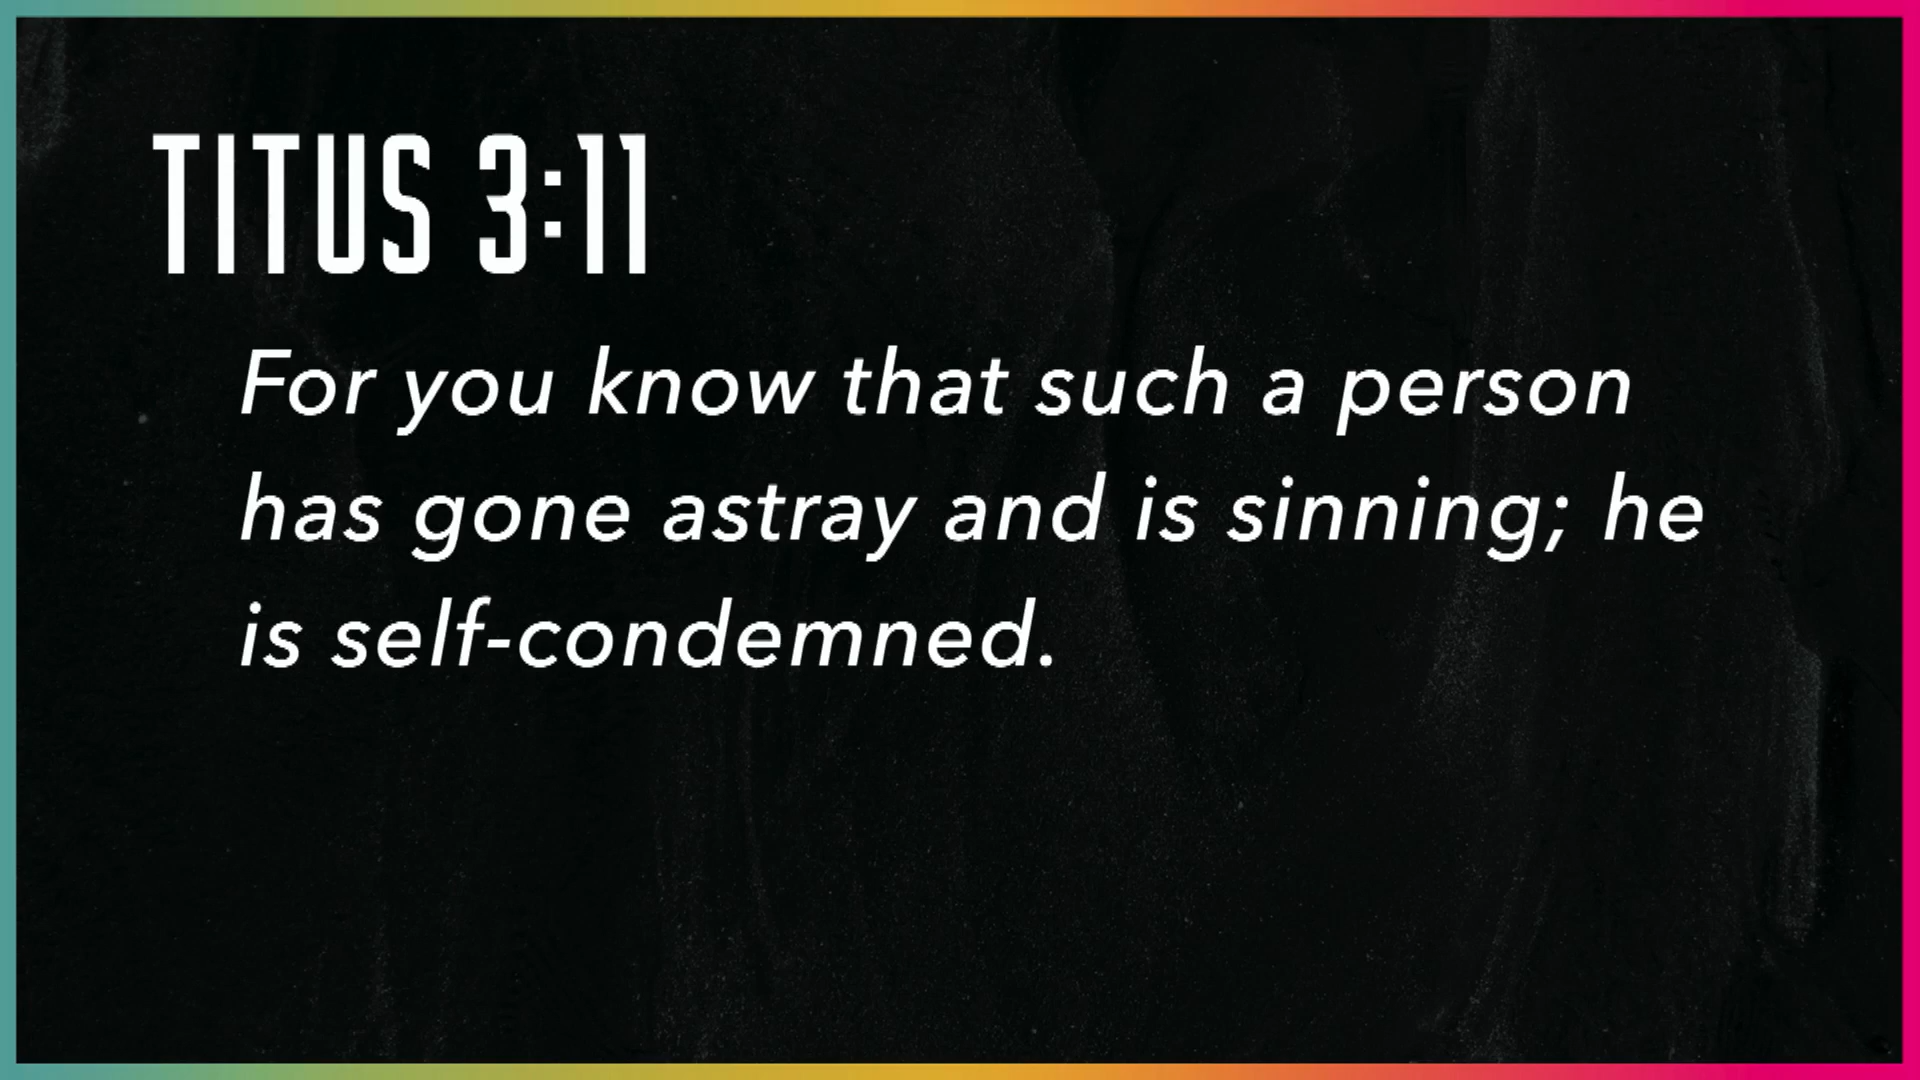 TITUS 3:11
For you know that such a person
has gone astray and is sinning; he
is self-condemned.